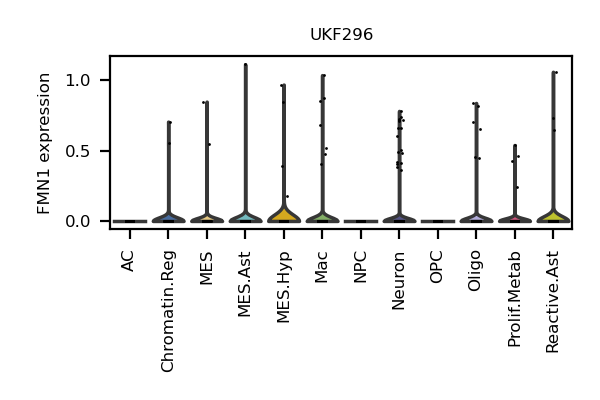 UKF296
FMN1 expression
1.0
0.5
0.0
AC
Chromatin.Reg
MES
MES.Ast
MES.Hyp
Mac
NPC
Neuron
OPC
Oligo
Prolif.Metab
Reactive.Ast